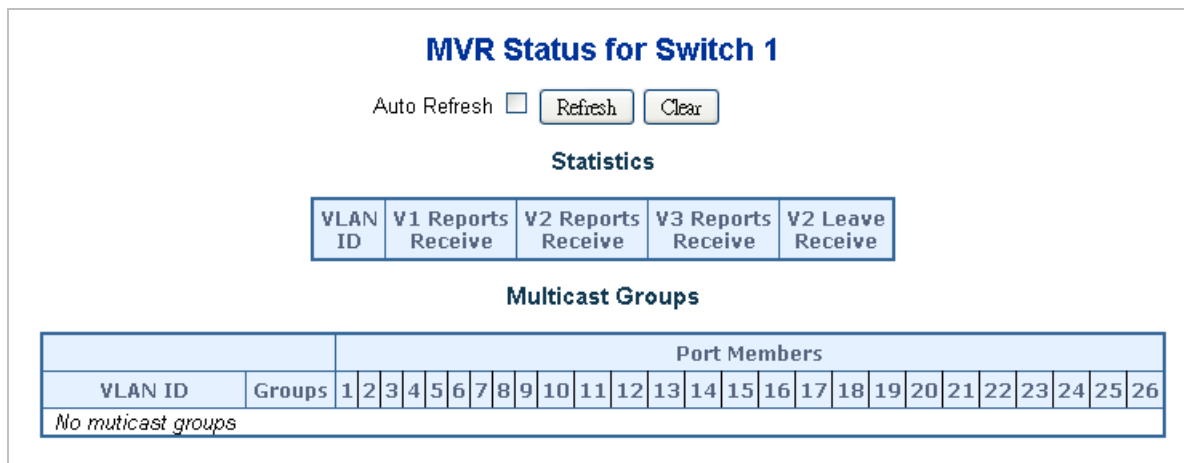 MVR Status for Switch 1
Auto Refresh Refresh Clear
Statistics
VLAN ID V1 Reports Receive V2 Reports Receive V3 Reports Receive V2 Leave Receive
Multicast Groups
Port Members
VLAN ID Groups 1 2 3 4 5 6 7 8 9 10 11 12 13 14 15 16 17 18 19 20 21 22 23 24 25 26
No muticast groups